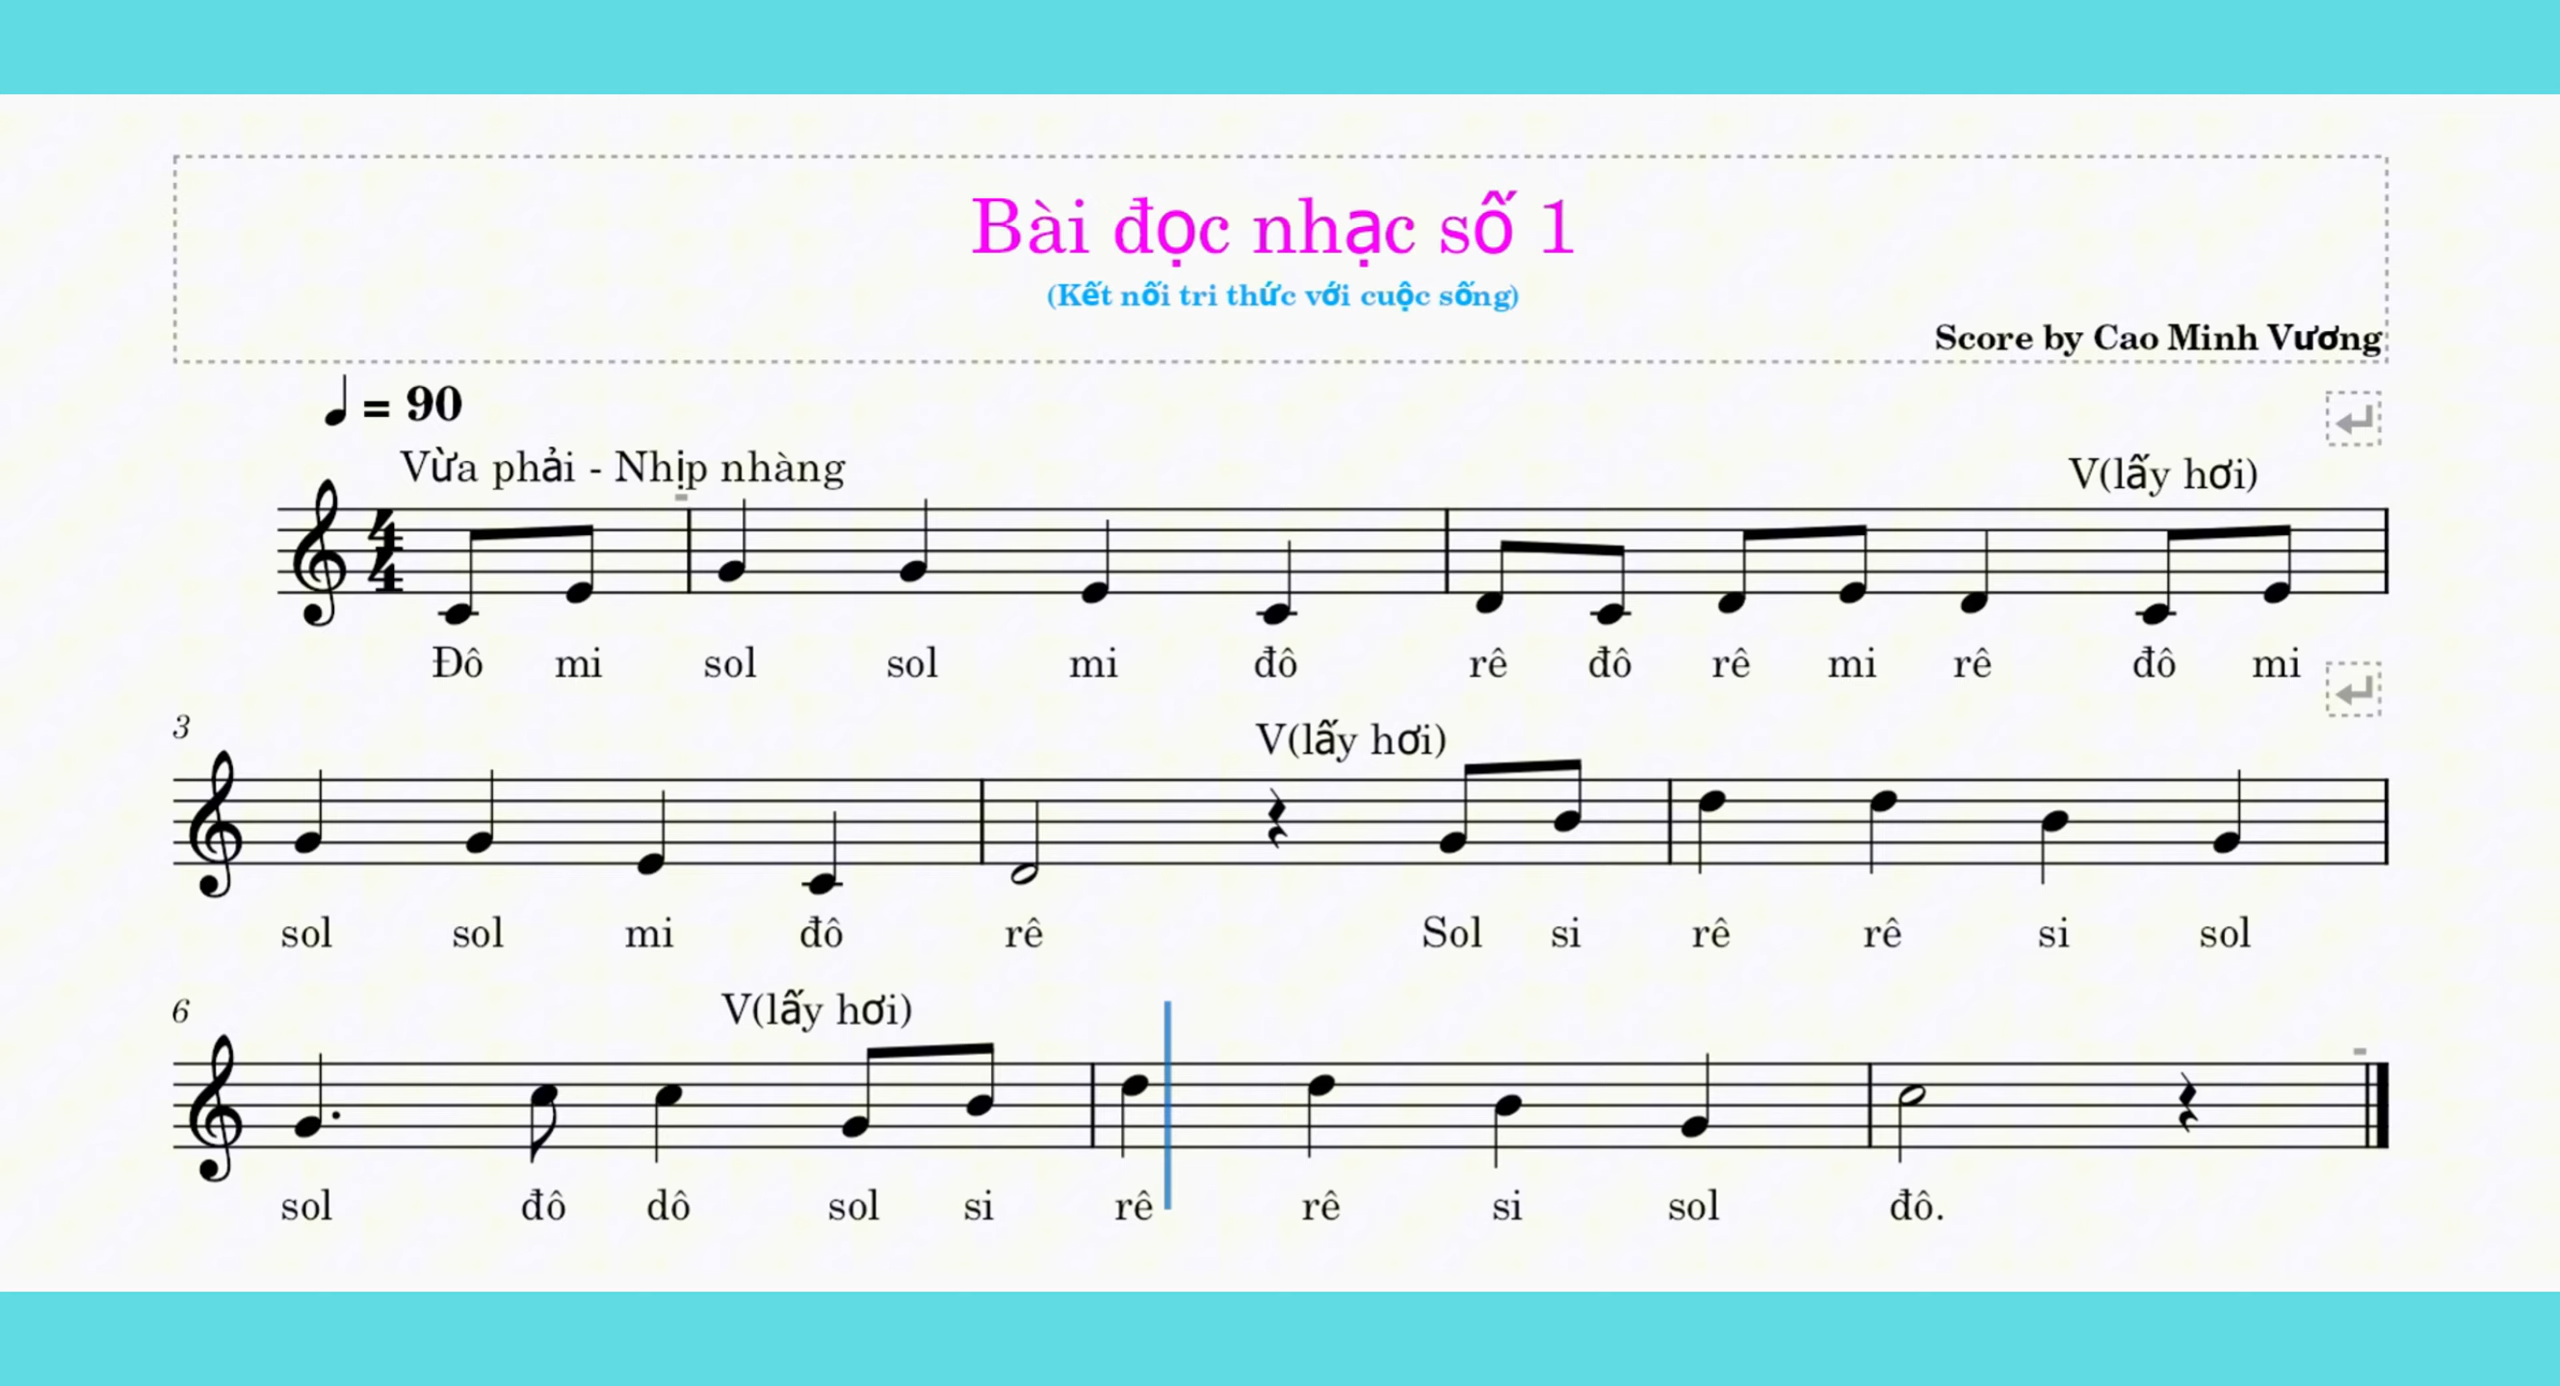 Bài đọc nhạc số 1
(Kết nối tri thức với cuộc sống)
Score by Cao Minh Vương
= 90
Vừa phải - Nhịp nhàng
V(lấy hơi)
4
4
Đô mi sol sol mi đô rê đô rê mi rê đô mi
3
V(lấy hơi)
sol sol mi đô rê Sol si rê rê si sol
6
V(lấy hơi)
sol đô dô sol si rê rê si sol đô.